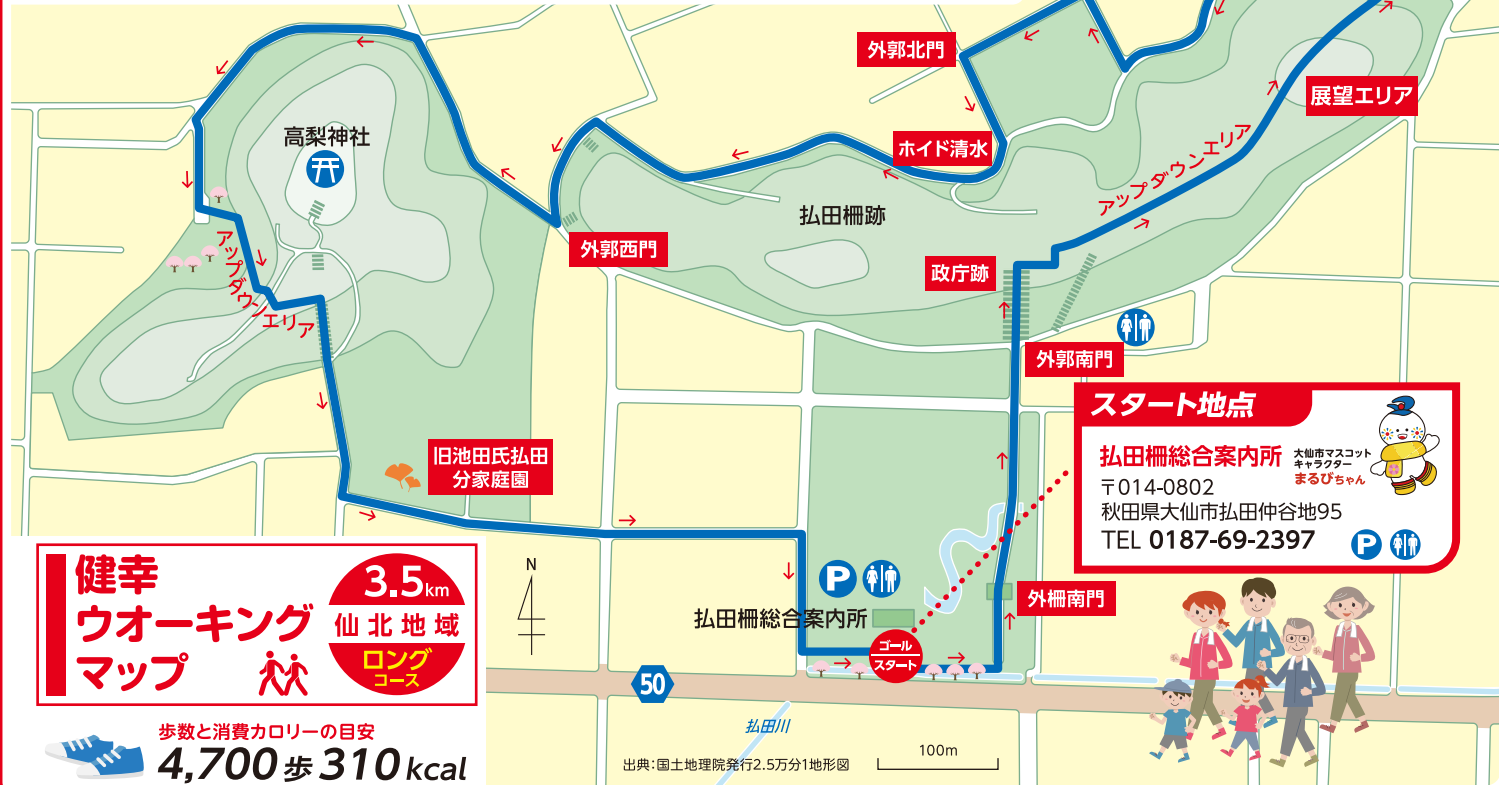 外郭北門
展望エリア
高梨神社
ホイド清水
アップダウンエリア
払田柵跡
外郭西門
政庁跡
アップダウンエリア
外郭南門
スタート地点
払田柵総合案内所
大仙市マスコット
キャラクター
まるびちゃん
〒014-0802
秋田県大仙市払田仲谷地95
TEL 0187-69-2397
P
旧池田氏払田
分家庭園
健幸
ウオーキング
マップ
3.5km
仙北地域
ロング
コース
N
P
払田柵総合案内所
外柵南門
ゴール
スタート
50
払田川
歩数と消費カロリーの目安
4,700歩 310kcal
出典:国土地理院発行2.5万分1地形図
100m